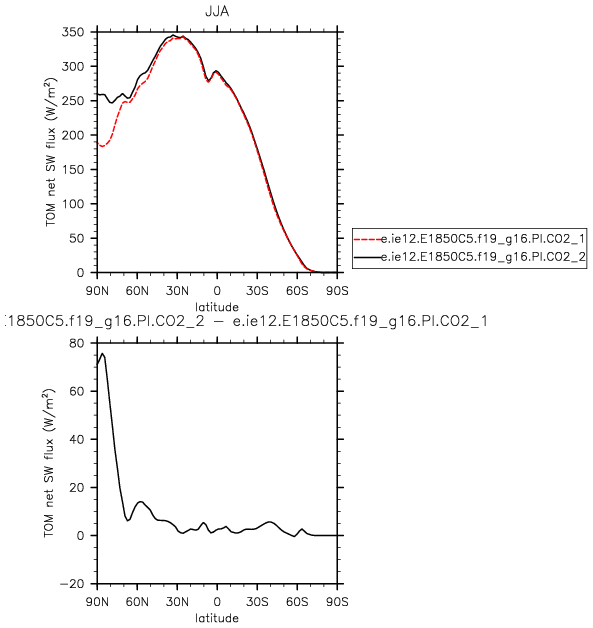 JJA
TOM net SW flux (W/m²)
350
300
250
200
150
100
50
0
90N 60N 30N 0 30S 60S 90S
latitude
e.ie12.E1850C5.f19_g16.PI.CO2_1
e.ie12.E1850C5.f19_g16.PI.CO2_2
:1850C5.f19_g16.PI.CO2_2 − e.ie12.E1850C5.f19_g16.PI.CO2_1
TOM net SW flux (W/m²)
80
60
40
20
0
−20
90N 60N 30N 0 30S 60S 90S
latitude